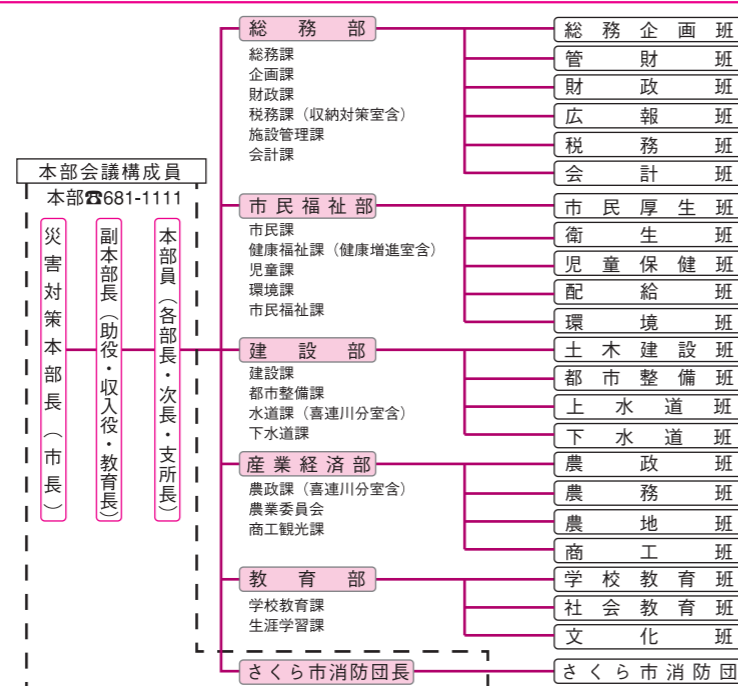 本部会議構成員
本部☎681-1111
災害対策本部長（市長）
副本部長（助役・収入役・教育長）
本部員（各部長・次長・支所長）
総務部
総務課
企画課
財政課
税務課（収納対策室含）
施設管理課
会計課
総務企画班
管財班
財政班
広報班
税務班
会計班
市民福祉部
市民課
健康福祉課（健康増進室含）
児童課
環境課
市民福祉課
市民厚生班
衛生班
児童保健班
配給班
環境班
建設部
建設課
都市整備課
水道課（喜連川分室含）
下水道課
土木建設班
都市整備班
上水道班
下水道班
産業経済部
農政課（喜連川分室含）
農業委員会
商工観光課
農政班
農務班
農地班
商工班
教育部
学校教育課
生涯学習課
学校教育班
社会教育班
文化班
さくら市消防団長
さくら市消防団